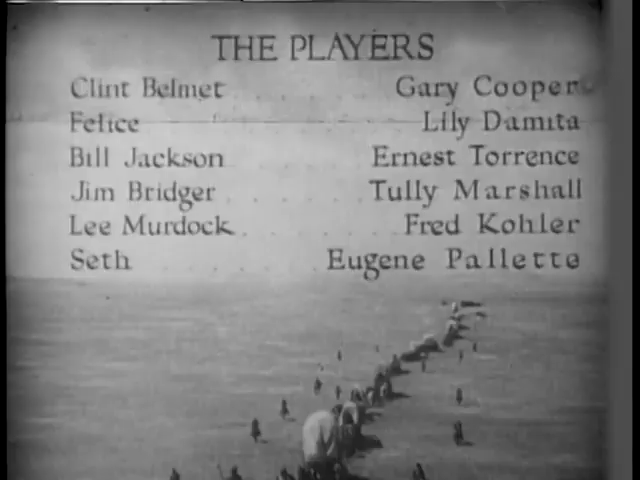 THE PLAYERS
Clint Belmet . . . . Gary Cooper
Felice . . . . Lily Damita
Bill Jackson . . . . Ernest Torrence
Jim Bridger . . . . Tully Marshall
Lee Murdock . . . . Fred Kohler
Seth . . . . Eugene Pallette